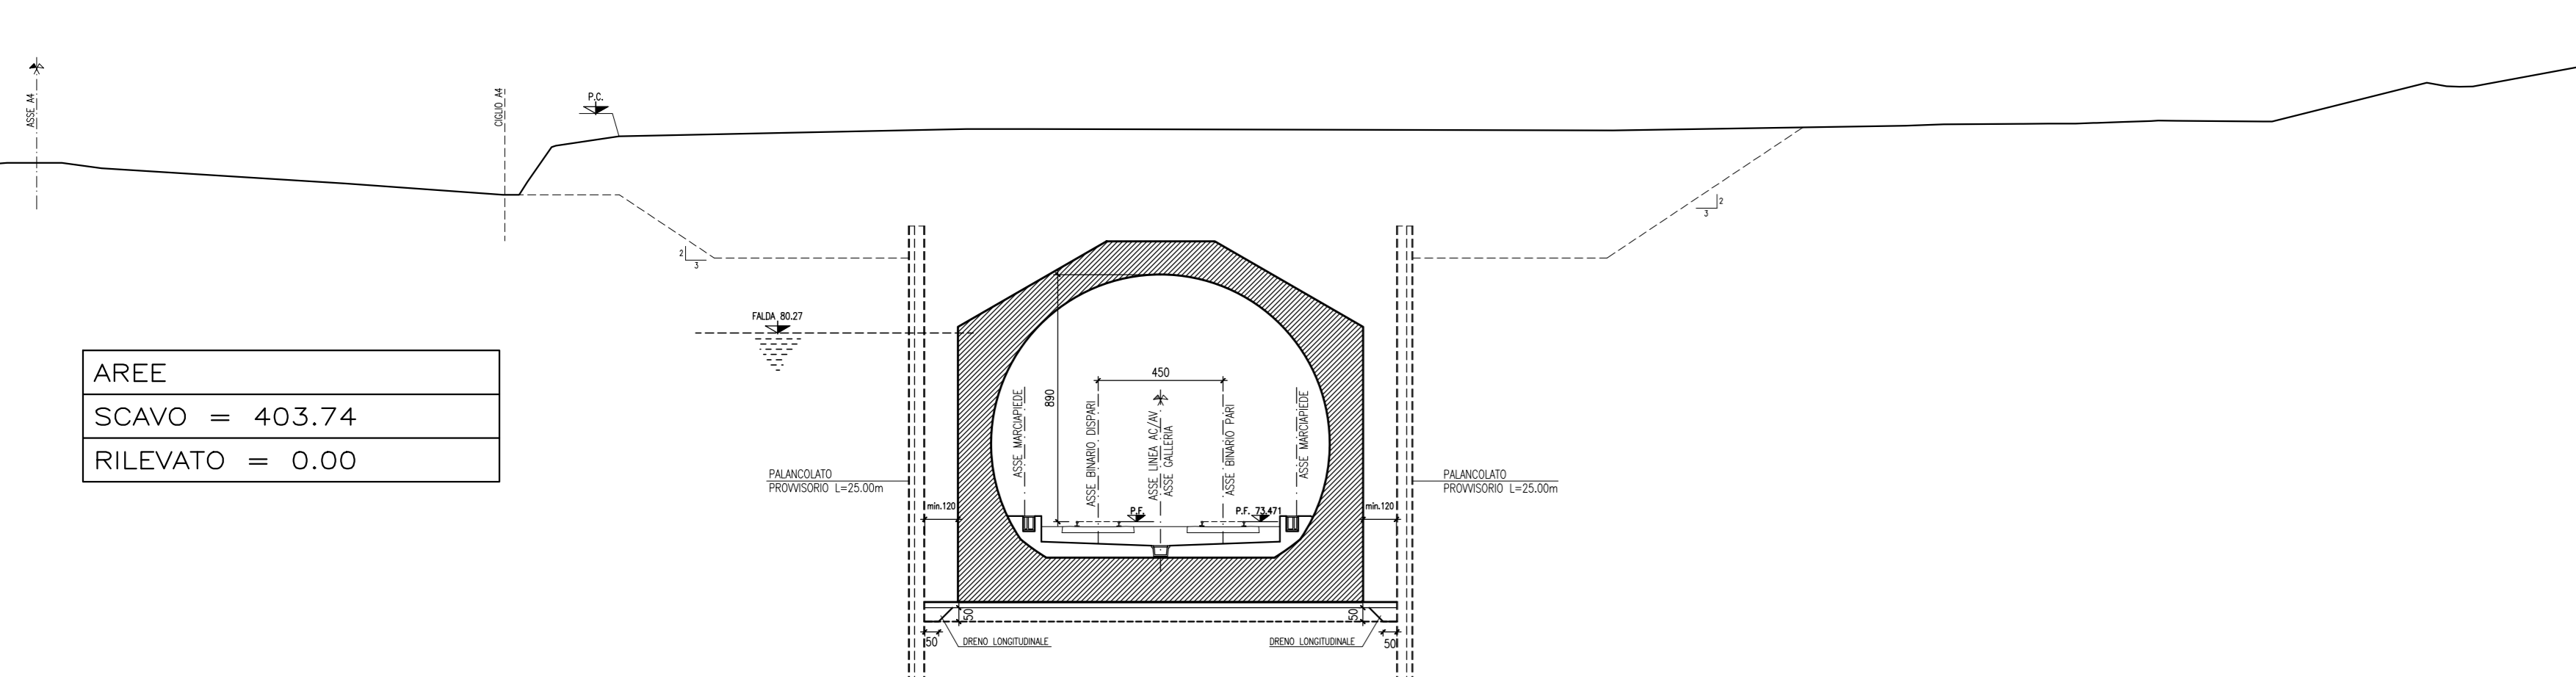 ASSE A4
CIGLIO A4
P.C.
2
3
2
3
FALDA 80.27
AREE
SCAVO = 403.74
RILEVATO = 0.00
450
890
ASSE MARCIAPIEDE
ASSE BINARIO DISPARI
ASSE LINEA AC/AV
ASSE GALLERIA
ASSE BINARIO PARI
ASSE MARCIAPIEDE
PALANCOLATO
PROVVISORIO L=25.00m
PALANCOLATO
PROVVISORIO L=25.00m
min.120
P.F.
P.F. 73.471
min.120
50
50
50
DRENO LONGITUDINALE
DRENO LONGITUDINALE
50